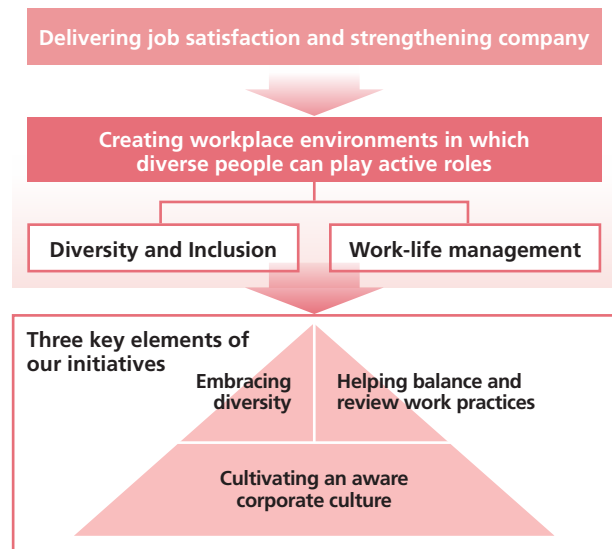 Delivering job satisfaction and strengthening company
Creating workplace environments in which
diverse people can play active roles
Diversity and Inclusion
Work-life management
Three key elements of
our initiatives
Embracing
diversity
Helping balance and
review work practices
Cultivating an aware
corporate culture